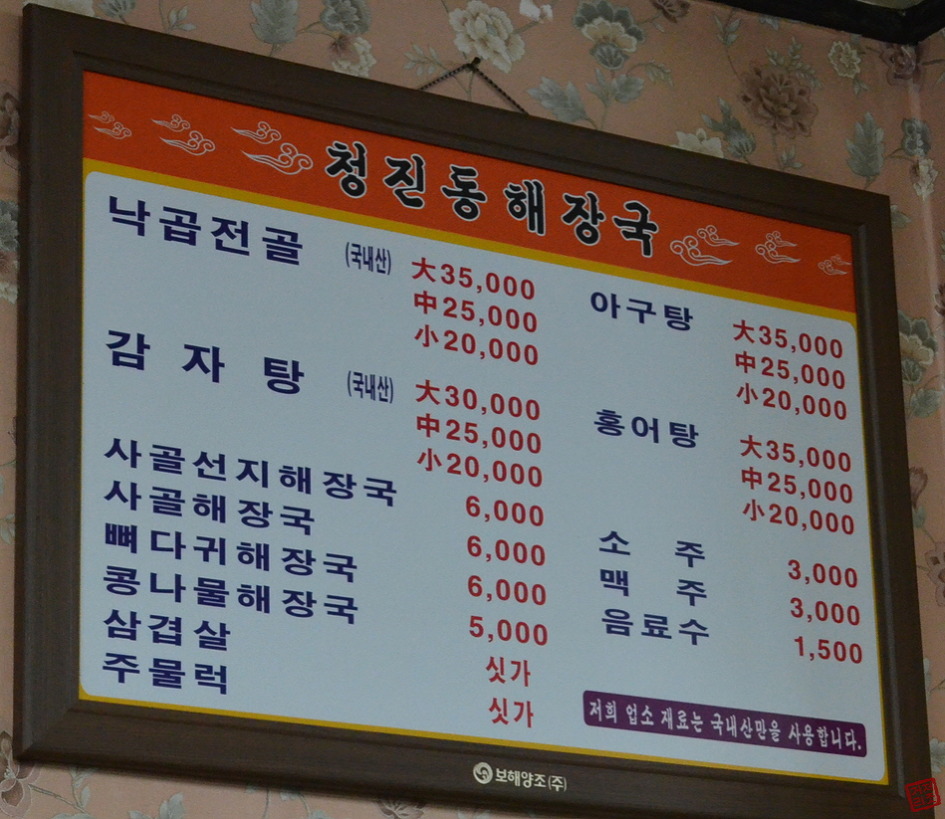 청진동해장국
낙곱전골 (국내산) 大35,000
中25,000
小20,000
감자탕 (국내산) 大30,000
中25,000
小20,000
사골선지해장국 6,000
사골해장국 6,000
뼈다귀해장국 6,000
콩나물해장국 5,000
삼겹살 싯가
주물럭 싯가
아구탕 大35,000
中25,000
小20,000
홍어탕 大35,000
中25,000
小20,000
소주 3,000
맥주 3,000
음료수 1,500
저희 업소 재료는 국내산만을 사용합니다.
보해양조(주)